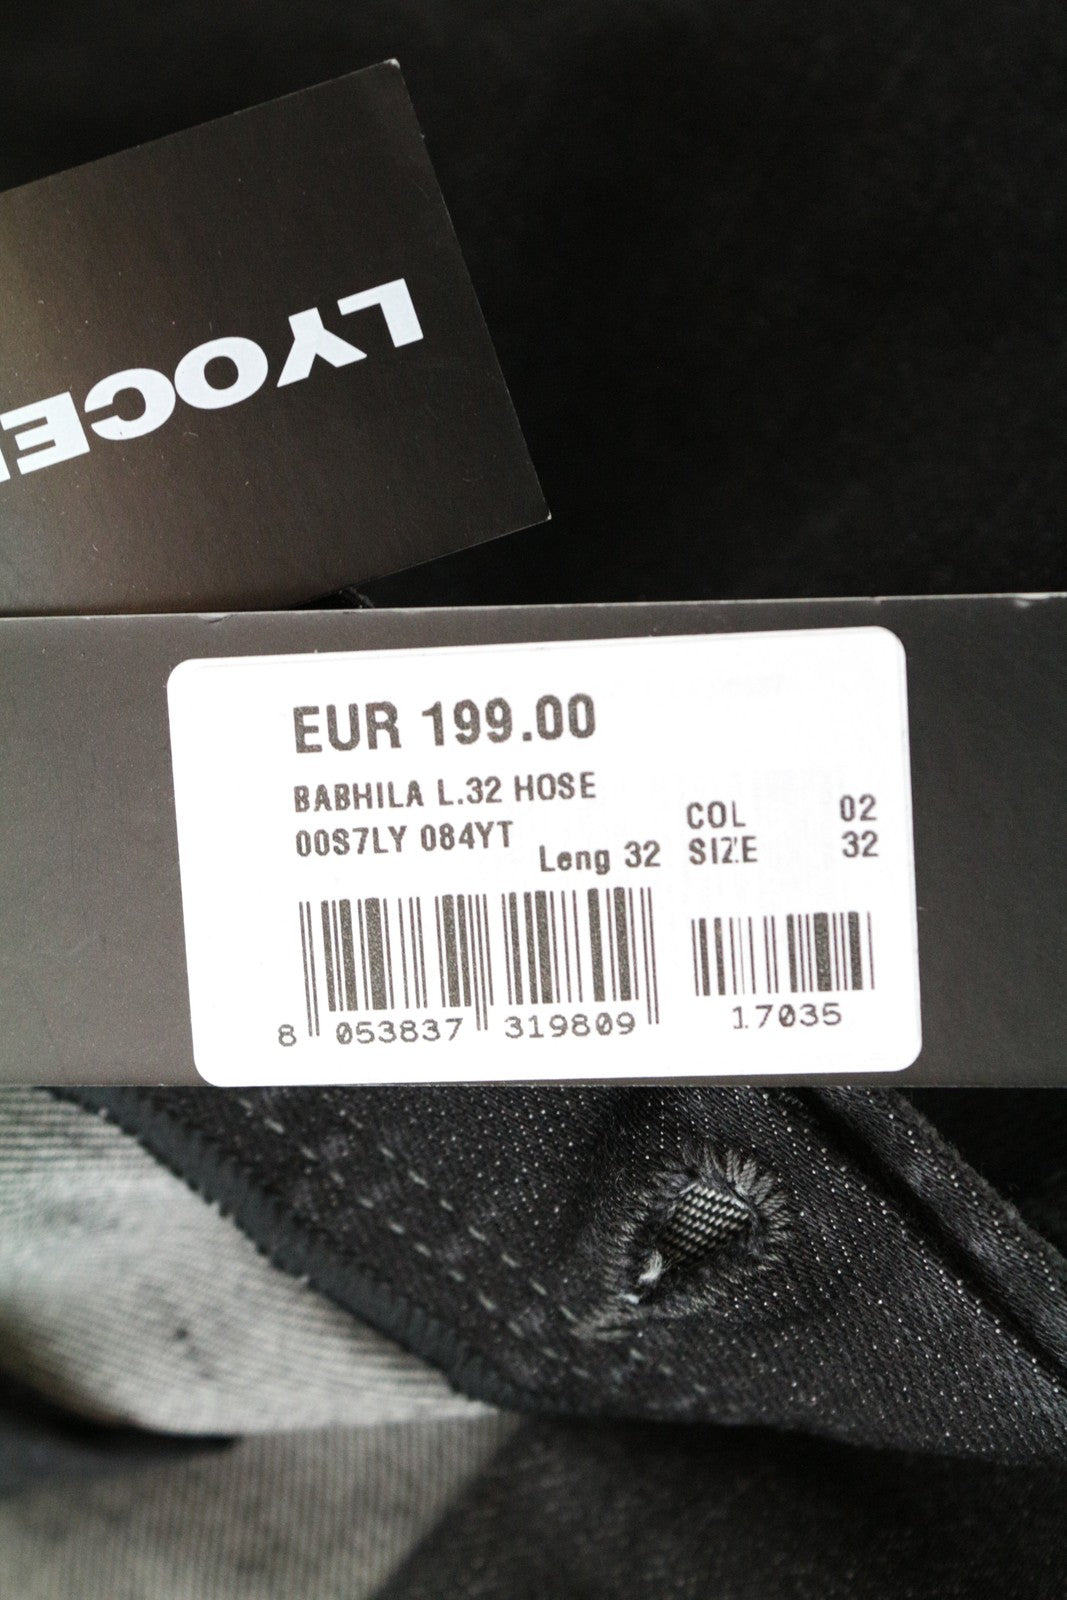 LYOCE
EUR 199.00
BABHILA L.32 HOSE
00S7LY 084YT
Leng 32
COL 02
SIZE 32
8 053837 319809
17035